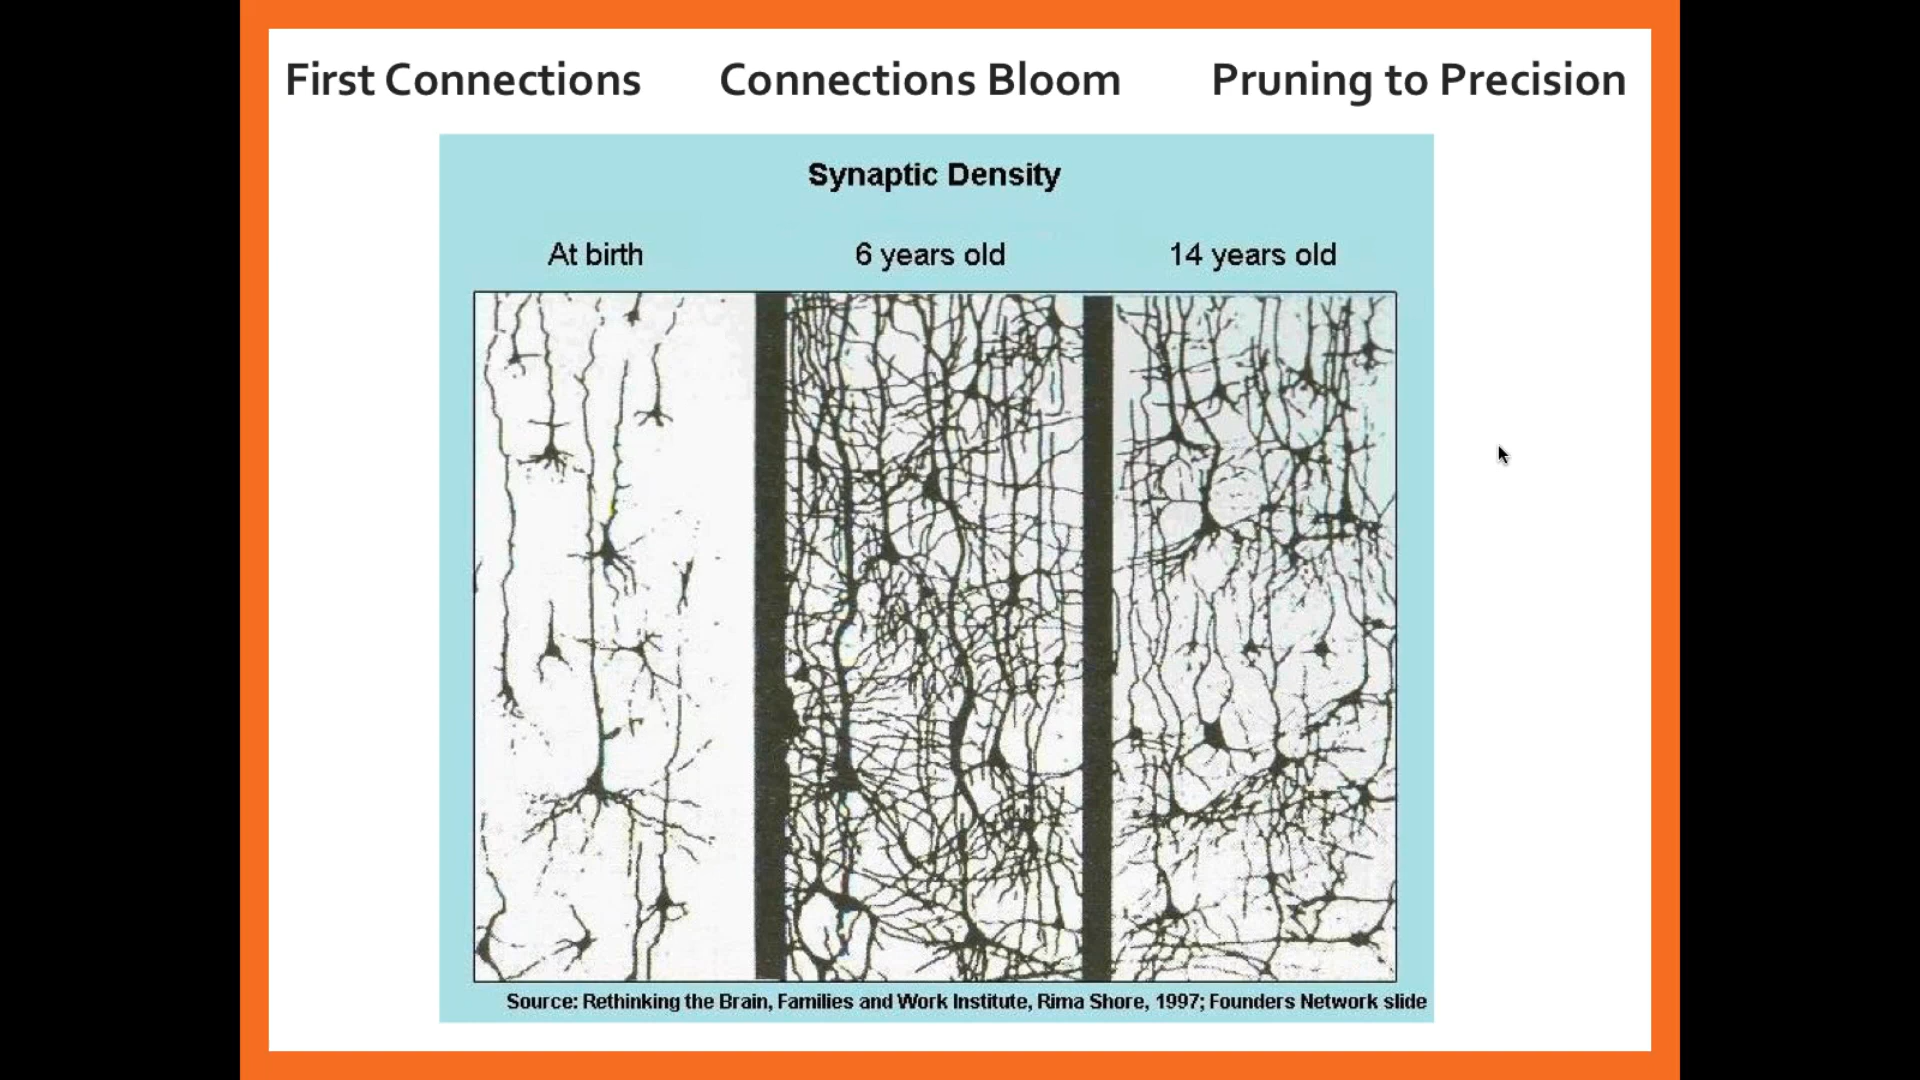 First Connections
Connections Bloom
Pruning to Precision
Synaptic Density
At birth
6 years old
14 years old
Source: Rethinking the Brain, Families and Work Institute, Rima Shore, 1997; Founders Network slide